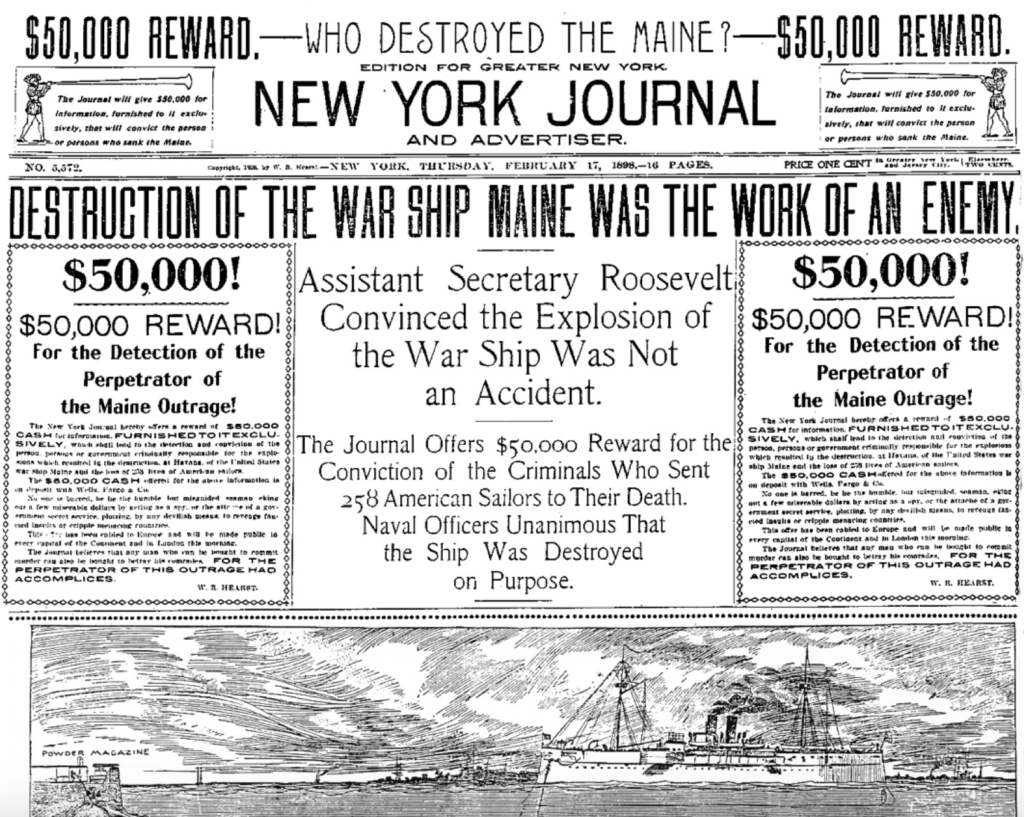 $50,000 REWARD.—WHO DESTROYED THE MAINE?—$50,000 REWARD.
EDITION FOR GREATER NEW YORK.
The Journal will give $50,000 for
information, furnished to it exclu-
sively, that will convict the person
or persons who sank the Maine.
NEW YORK JOURNAL
AND ADVERTISER.
The Journal will give $50,000 for
information, furnished to it exclu-
sively, that will convict the person
or persons who sank the Maine.
NO. 5,572. Copyright, 1898, by W. R. Hearst—NEW YORK, THURSDAY, FEBRUARY 17, 1898.—16 PAGES. PRICE ONE CENT In Greater New York and Jersey City. Elsewhere, TWO CENTS.
DESTRUCTION OF THE WAR SHIP MAINE WAS THE WORK OF AN ENEMY.
$50,000!
$50,000 REWARD!
For the Detection of the
Perpetrator of
the Maine Outrage!
The New York Journal hereby offers a reward of $50,000
CASH for information, FURNISHED TO IT EXCLU-
SIVELY, which shall lead to the detection and conviction of the
person, persons or government criminally responsible for the explo-
sion which resulted in the destruction, at Havana, of the United States
war ship Maine and the loss of 258 lives of American sailors.
The $50,000 CASH offered for the above information is
on deposit with Wells, Fargo & Co.
No one is barred, be he the humble but misguided seaman eking
out a few miserable dollars by acting as a spy, or the attache of a gov-
ernment secret service, plotting, by any devilish means, to revenge fan-
cied insults or cripple menacing countries.
This has been cabled to Europe and will be made public in
every capital of the Continent and in London this morning.
The Journal believes that any man who can be bought to commit
murder can also be bought to betray his comrades. FOR THE
PERPETRATOR OF THIS OUTRAGE HAD
ACCOMPLICES.
W. R. HEARST.
Assistant Secretary Roosevelt
Convinced the Explosion of
the War Ship Was Not
an Accident.
The Journal Offers $50,000 Reward for the
Conviction of the Criminals Who Sent
258 American Sailors to Their Death.
Naval Officers Unanimous That
the Ship Was Destroyed
on Purpose.
$50,000!
$50,000 REWARD!
For the Detection of the
Perpetrator of
the Maine Outrage!
The New York Journal hereby offers a reward of $50,000
CASH for information, FURNISHED TO IT EXCLU-
SIVELY, which shall lead to the detection and conviction of the
person, persons or government criminally responsible for the explosion
which resulted in the destruction, at Havana, of the United States war
ship Maine and the loss of 258 lives of American sailors.
The $50,000 CASH offered for the above information is
on deposit with Wells, Fargo & Co.
No one is barred, be he the humble, but misguided, seaman, eking
out a few miserable dollars by acting as a spy, or the attache of a gov-
ernment secret service, plotting, by any devilish means, to revenge fan-
cied insults or cripple menacing countries.
This offer has been cabled to Europe and will be made public in
every capital of the Continent and in London this morning.
The Journal believes that any man who can be bought to commit
murder can also be bought to betray his comrades. FOR THE
PERPETRATOR OF THIS OUTRAGE HAD
ACCOMPLICES.
W. R. HEARST.
POWDER MAGAZINE